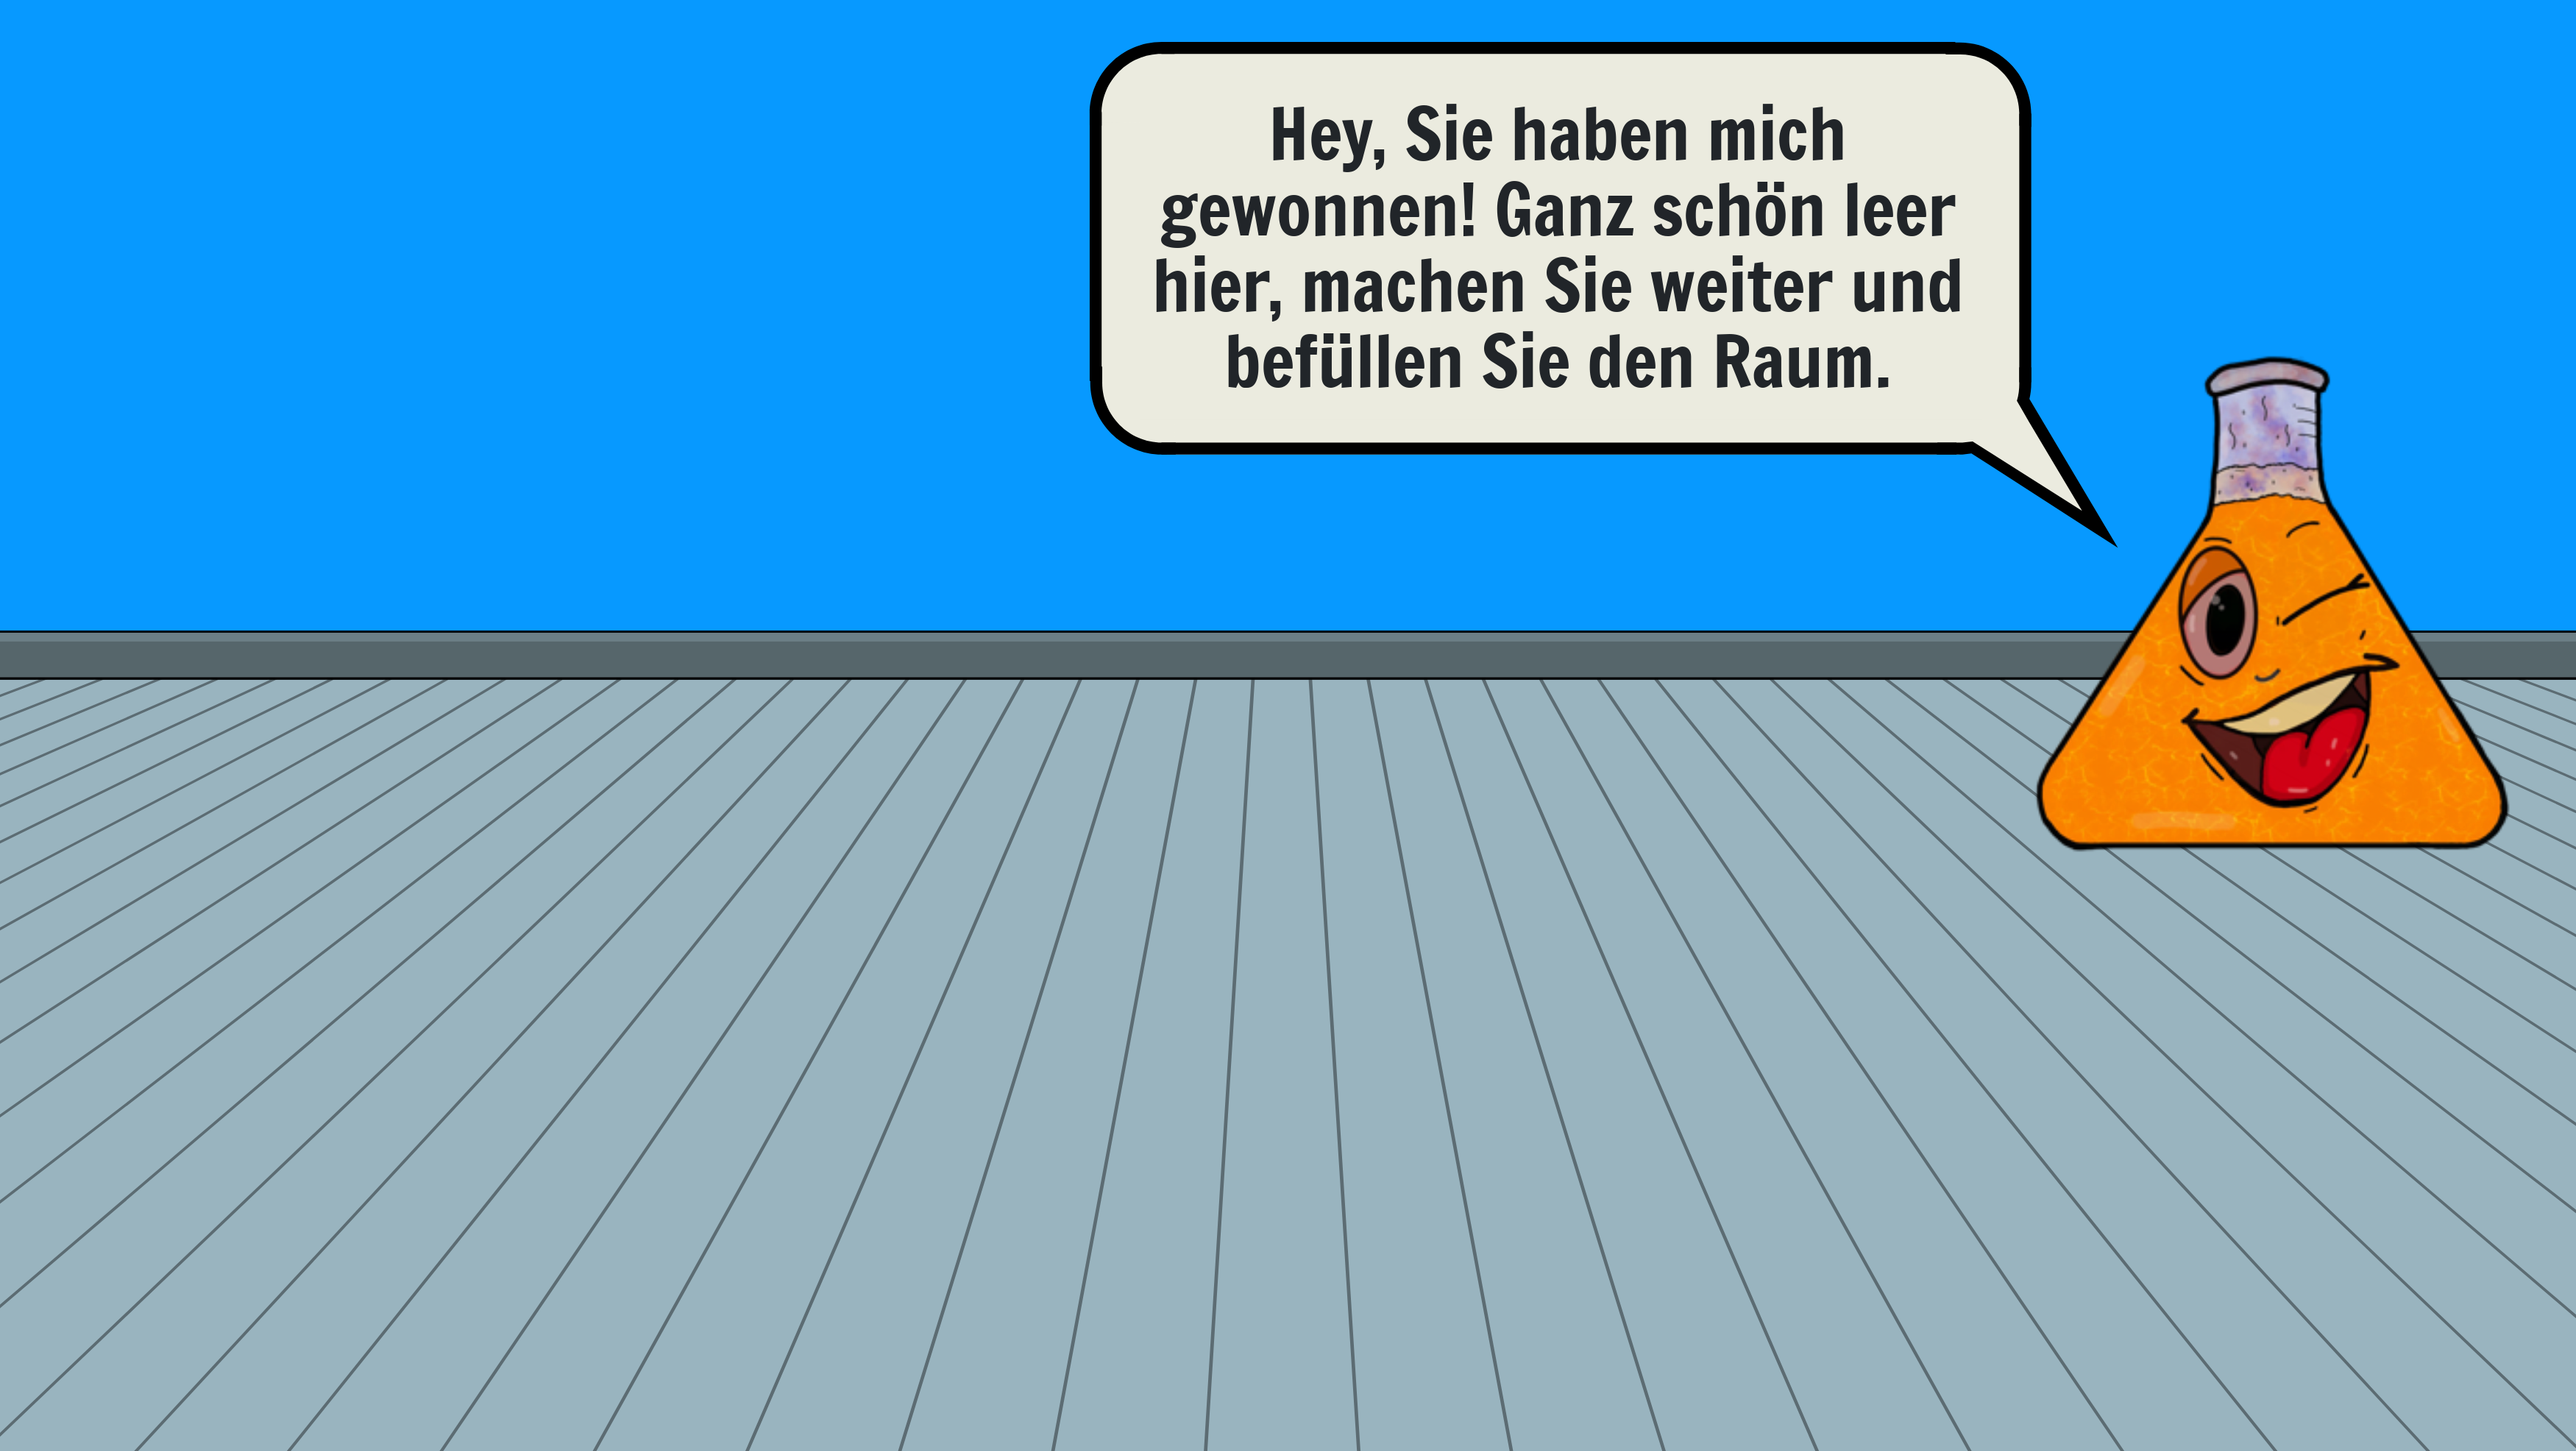 Hey, Sie haben mich
gewonnen! Ganz schön leer
hier, machen Sie weiter und
befüllen Sie den Raum.